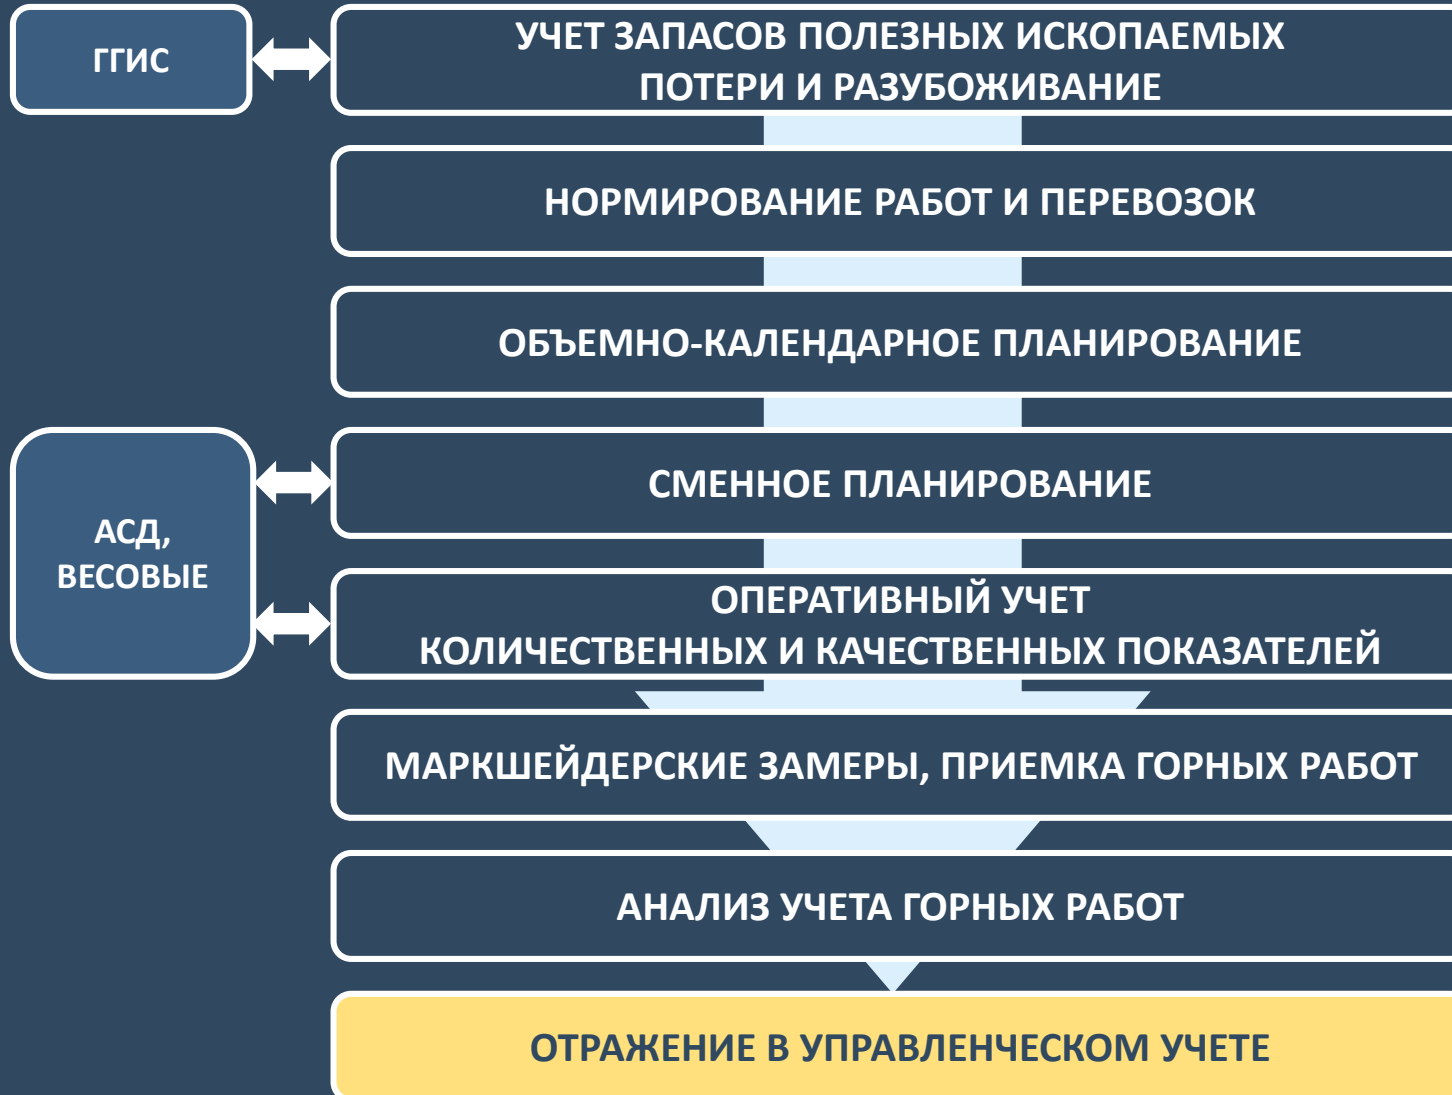 ГГИС
УЧЕТ ЗАПАСОВ ПОЛЕЗНЫХ ИСКОПАЕМЫХ
ПОТЕРИ И РАЗУБОЖИВАНИЕ
НОРМИРОВАНИЕ РАБОТ И ПЕРЕВОЗОК
ОБЪЕМНО-КАЛЕНДАРНОЕ ПЛАНИРОВАНИЕ
СМЕННОЕ ПЛАНИРОВАНИЕ
АСД,
ВЕСОВЫЕ
ОПЕРАТИВНЫЙ УЧЕТ
КОЛИЧЕСТВЕННЫХ И КАЧЕСТВЕННЫХ ПОКАЗАТЕЛЕЙ
МАРКШЕЙДЕРСКИЕ ЗАМЕРЫ, ПРИЕМКА ГОРНЫХ РАБОТ
АНАЛИЗ УЧЕТА ГОРНЫХ РАБОТ
ОТРАЖЕНИЕ В УПРАВЛЕНЧЕСКОМ УЧЕТЕ